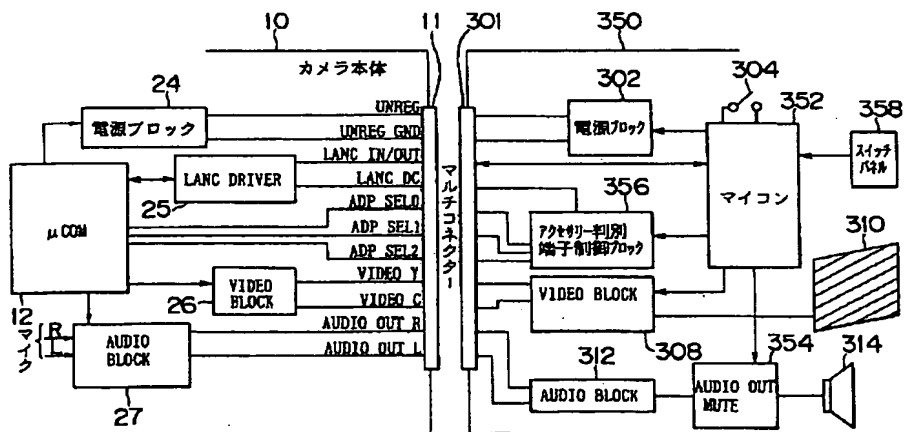 10
11
301
350
カメラ本体
24
電源ブロック
UNREG
UNREG GND
LANC IN/OUT
LANC DRIVER
LANC DC
25
ADP SEL0
μCOM
ADP SEL1
ADP SEL2
VIDEO Y
VIDEO BLOCK
VIDEO C
26
12
AUDIO OUT R
マイク
R
L
AUDIO BLOCK
AUDIO OUT L
27
マルチコネクター
302
電源ブロック
304
352
マイコン
358
スイッチ
パネル
356
アクセサリー判別
端子制御ブロック
310
VIDEO BLOCK
308
312
AUDIO BLOCK
354
AUDIO OUT
MUTE
314